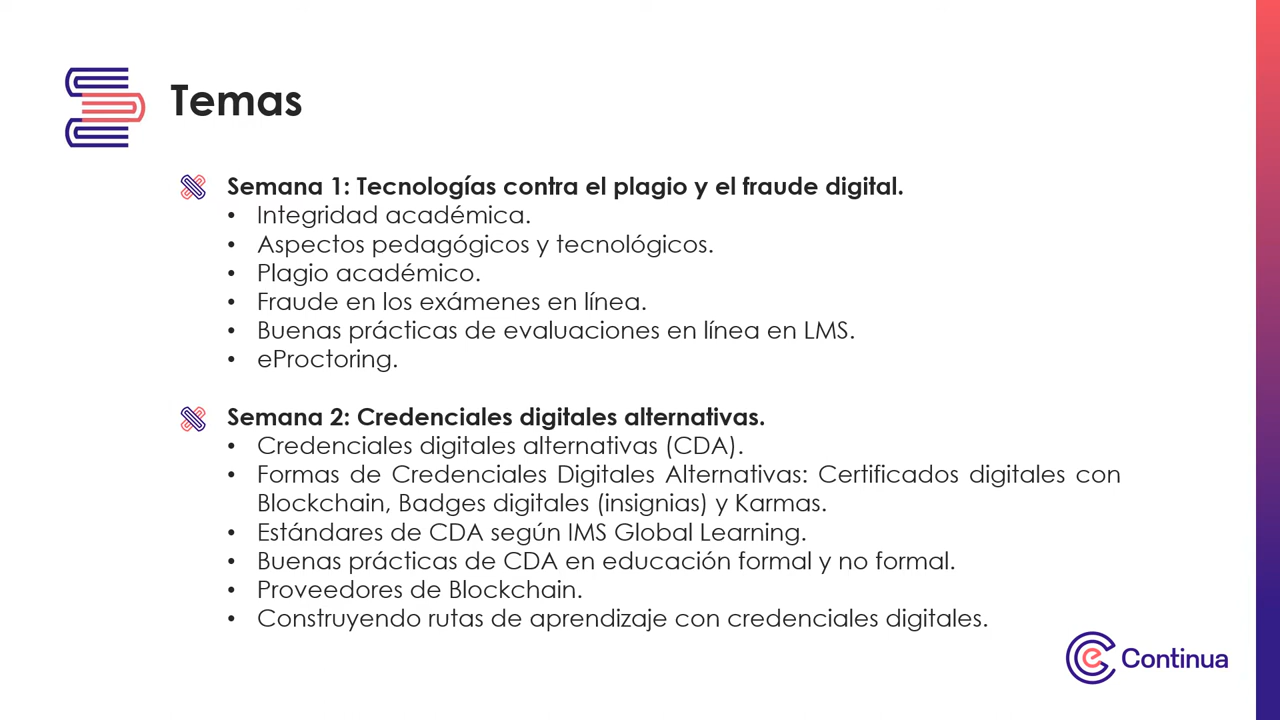 Temas
Semana 1: Tecnologías contra el plagio y el fraude digital.
• Integridad académica.
• Aspectos pedagógicos y tecnológicos.
• Plagio académico.
• Fraude en los exámenes en línea.
• Buenas prácticas de evaluaciones en línea en LMS.
• eProctoring.
Semana 2: Credenciales digitales alternativas.
• Credenciales digitales alternativas (CDA).
• Formas de Credenciales Digitales Alternativas: Certificados digitales con
Blockchain, Badges digitales (insignias) y Karmas.
• Estándares de CDA según IMS Global Learning.
• Buenas prácticas de CDA en educación formal y no formal.
• Proveedores de Blockchain.
• Construyendo rutas de aprendizaje con credenciales digitales.
e Continua